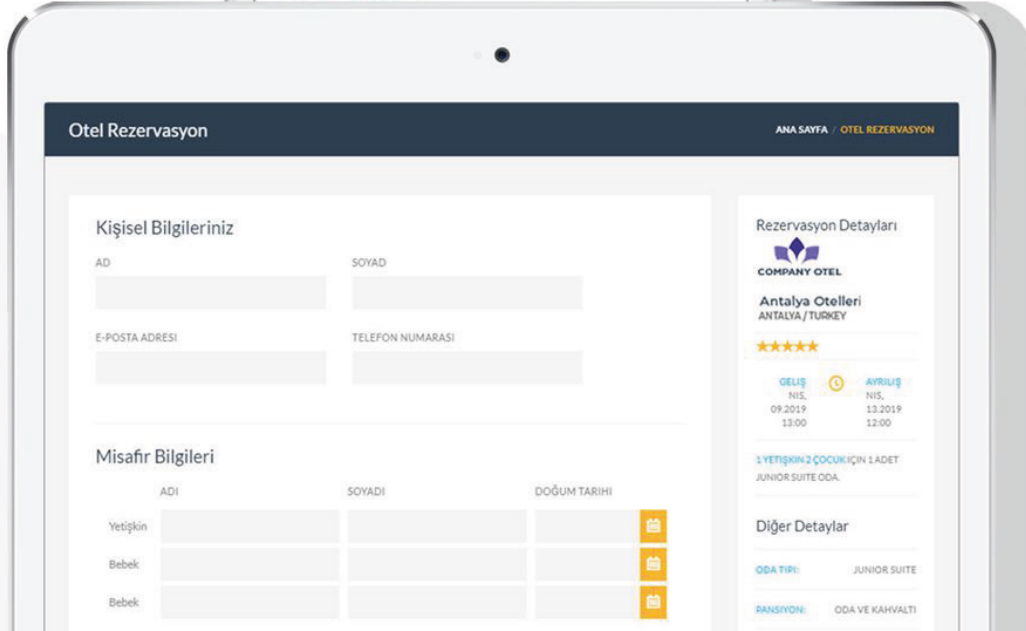 Otel Rezervasyon
ANA SAYFA / OTEL REZERVASYON
Kişisel Bilgileriniz
AD SOYAD
E-POSTA ADRESI TELEFON NUMARASI
Misafir Bilgileri
ADI SOYADI DOĞUM TARIHI
Yetişkin
Bebek
Bebek
Rezervasyon Detayları
COMPANY OTEL
Antalya Otelleri
ANTALYA / TURKEY
GELIŞ AYRILIŞ
NIS, NIS,
09.2019 13.2019
13:00 12:00
1 YETIŞKIN 2 ÇOCUK IÇIN 1 ADET
JUNIOR SUITE ODA.
Diğer Detaylar
ODA TIPI: JUNIOR SUITE
PANSIYON: ODA VE KAHVALTI